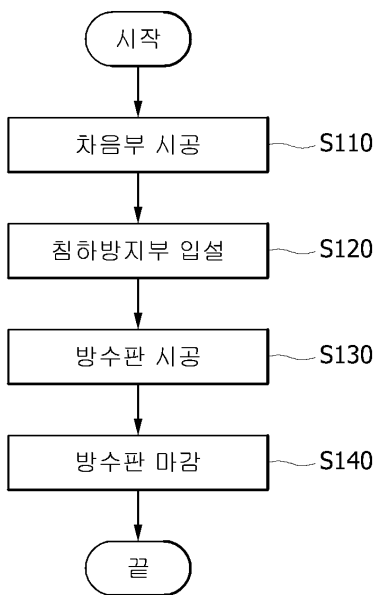 시작
차음부 시공
S110
침하방지부 입설
S120
방수판 시공
S130
방수판 마감
S140
끝